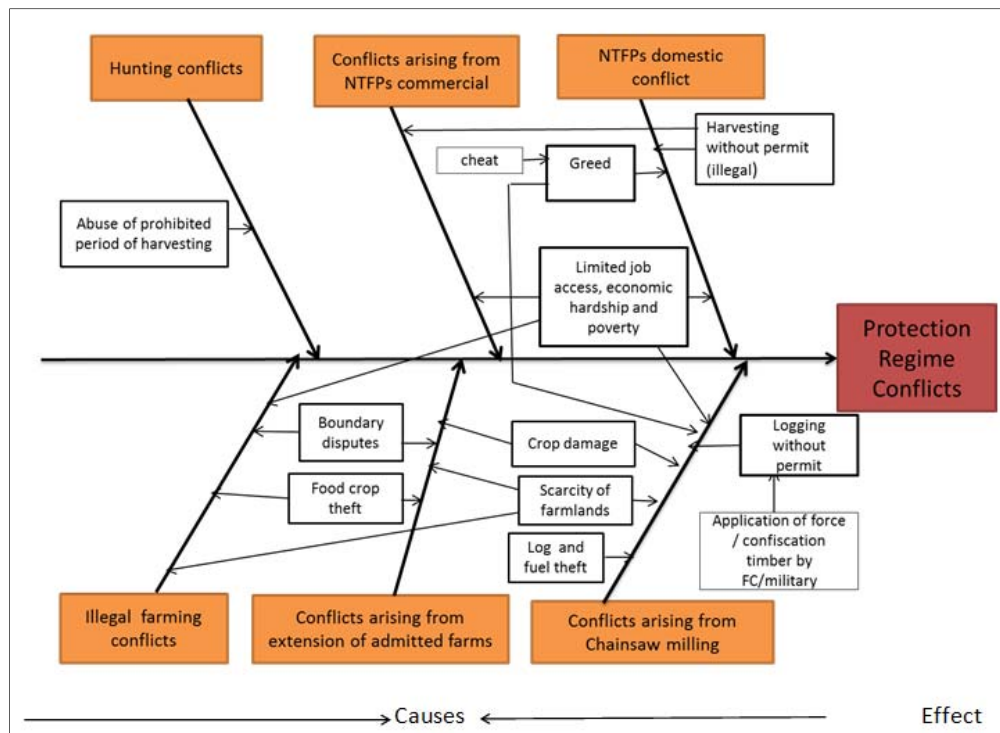 Hunting conflicts
Conflicts arising from
NTFPs commercial
NTFPs domestic
conflict
Harvesting
without permit
(illegal)
cheat
Greed
Abuse of prohibited
period of harvesting
Limited job
access, economic
hardship and
poverty
Protection
Regime
Conflicts
Boundary
disputes
Crop damage
Logging
without
permit
Food crop
theft
Scarcity of
farmlands
Application of force
/ confiscation
timber by
FC/military
Log and
fuel theft
Illegal farming
conflicts
Conflicts arising from
extension of admitted farms
Conflicts arising from
Chainsaw milling
Causes
Effect